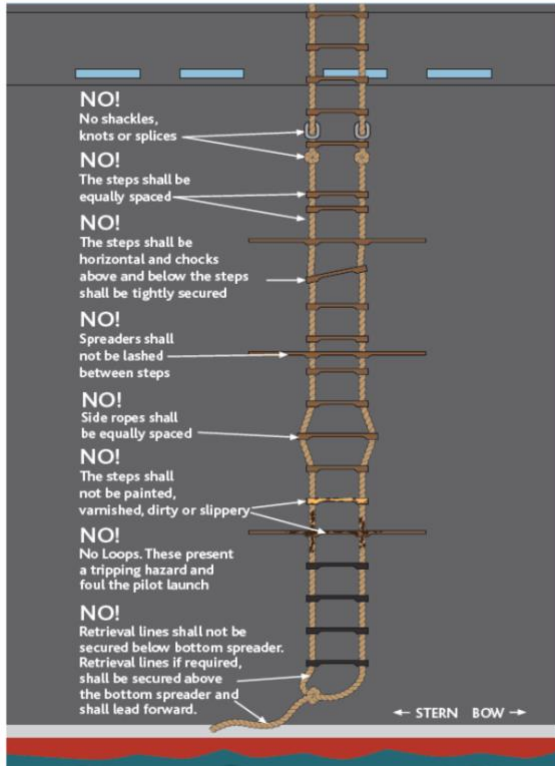 NO!
No shackles,
knots or splices
NO!
The steps shall be
equally spaced
NO!
The steps shall be
horizontal and chocks
above and below the steps
shall be tightly secured
NO!
Spreaders shall
not be lashed
between steps
NO!
Side ropes shall
be equally spaced
NO!
The steps shall
not be painted,
varnished, dirty or slippery
NO!
No Loops. These present
a tripping hazard and
foul the pilot launch
NO!
Retrieval lines shall not be
secured below bottom spreader.
Retrieval lines if required,
shall be secured above
the bottom spreader and
shall lead forward.
← STERN BOW →